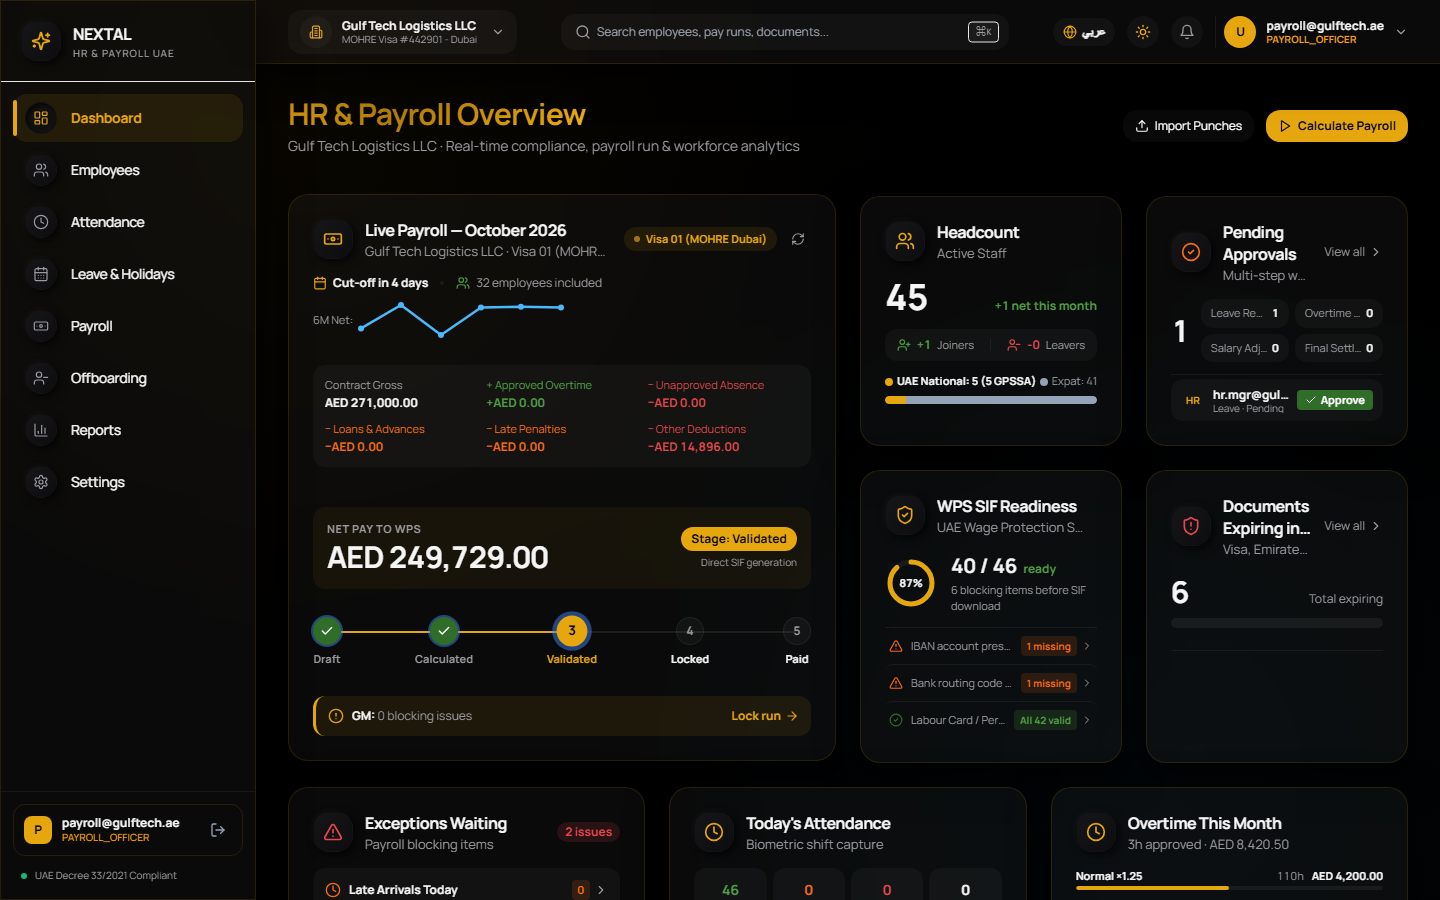 NEXTAL
HR & PAYROLL UAE
Dashboard
Employees
Attendance
Leave & Holidays
Payroll
Offboarding
Reports
Settings
P
payroll@gulftech.ae
PAYROLL_OFFICER
UAE Decree 33/2021 Compliant
Gulf Tech Logistics LLC
MOHRE Visa #442901 - Dubai
Search employees, pay runs, documents...
⌘K
عربي
U
payroll@gulftech.ae
PAYROLL_OFFICER
HR & Payroll Overview
Gulf Tech Logistics LLC · Real-time compliance, payroll run & workforce analytics
Import Punches
Calculate Payroll
Live Payroll — October 2026
Gulf Tech Logistics LLC · Visa 01 (MOHR...
Visa 01 (MOHRE Dubai)
Cut-off in 4 days
32 employees included
6M Net:
Contract Gross
+ Approved Overtime
− Unapproved Absence
AED 271,000.00
+AED 0.00
−AED 0.00
− Loans & Advances
− Late Penalties
− Other Deductions
−AED 0.00
−AED 0.00
−AED 14,896.00
NET PAY TO WPS
AED 249,729.00
Stage: Validated
Direct SIF generation
3
4
5
Draft
Calculated
Validated
Locked
Paid
GM: 0 blocking issues
Lock run →
Headcount
Active Staff
45
+1 net this month
+1 Joiners
-0 Leavers
UAE National: 5 (5 GPSSA)
Expat: 41
Pending Approvals
Multi-step w...
View all
1
Leave Re... 1
Overtime ... 0
Salary Adj... 0
Final Settl... 0
HR
hr.mgr@gul...
Leave · Pending
Approve
WPS SIF Readiness
UAE Wage Protection S...
87%
40 / 46 ready
6 blocking items before SIF download
IBAN account pres... 1 missing
Bank routing code ... 1 missing
Labour Card / Per... All 42 valid
Documents Expiring in...
Visa, Emirate...
View all
6
Total expiring
Exceptions Waiting
Payroll blocking items
2 issues
Late Arrivals Today
0
Today's Attendance
Biometric shift capture
46
0
0
0
Overtime This Month
3h approved · AED 8,420.50
Normal ×1.25
110h AED 4,200.00